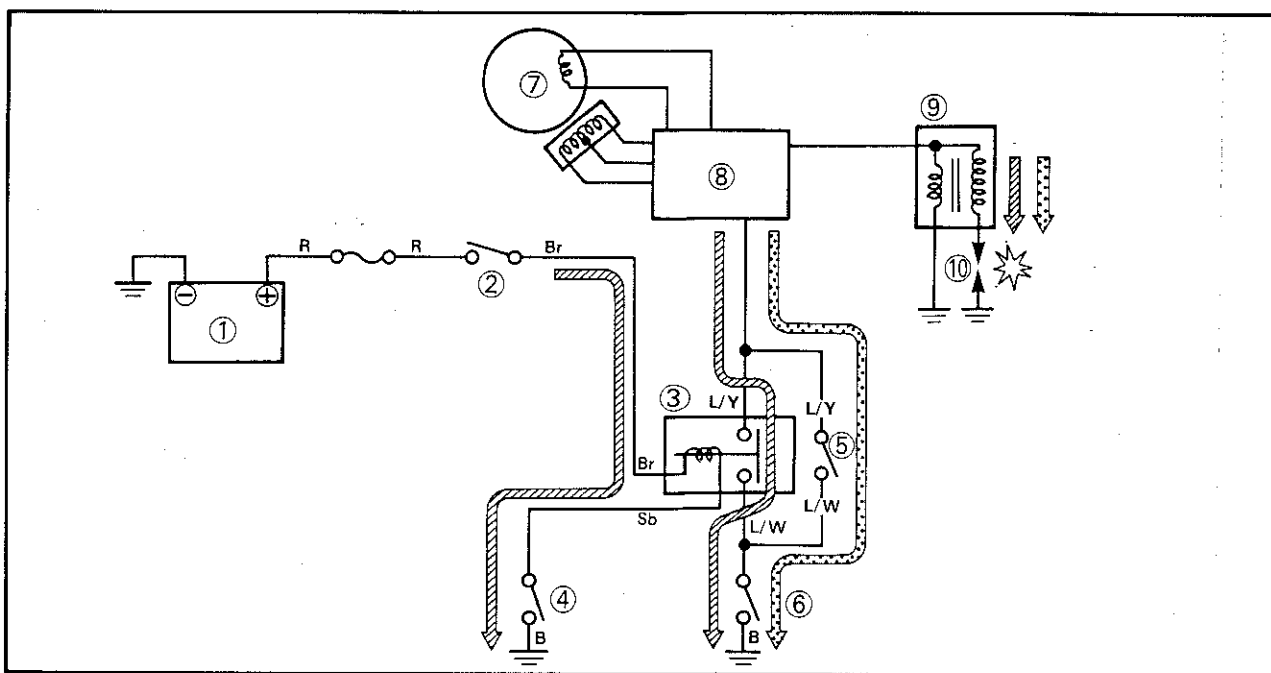 ⑦
⑨
⑧
R
R
Br
②
⑩
⊖
⊕
①
③
L/Y
L/Y
⑤
Br
L/W
Sb
L/W
④
⑥
B
B